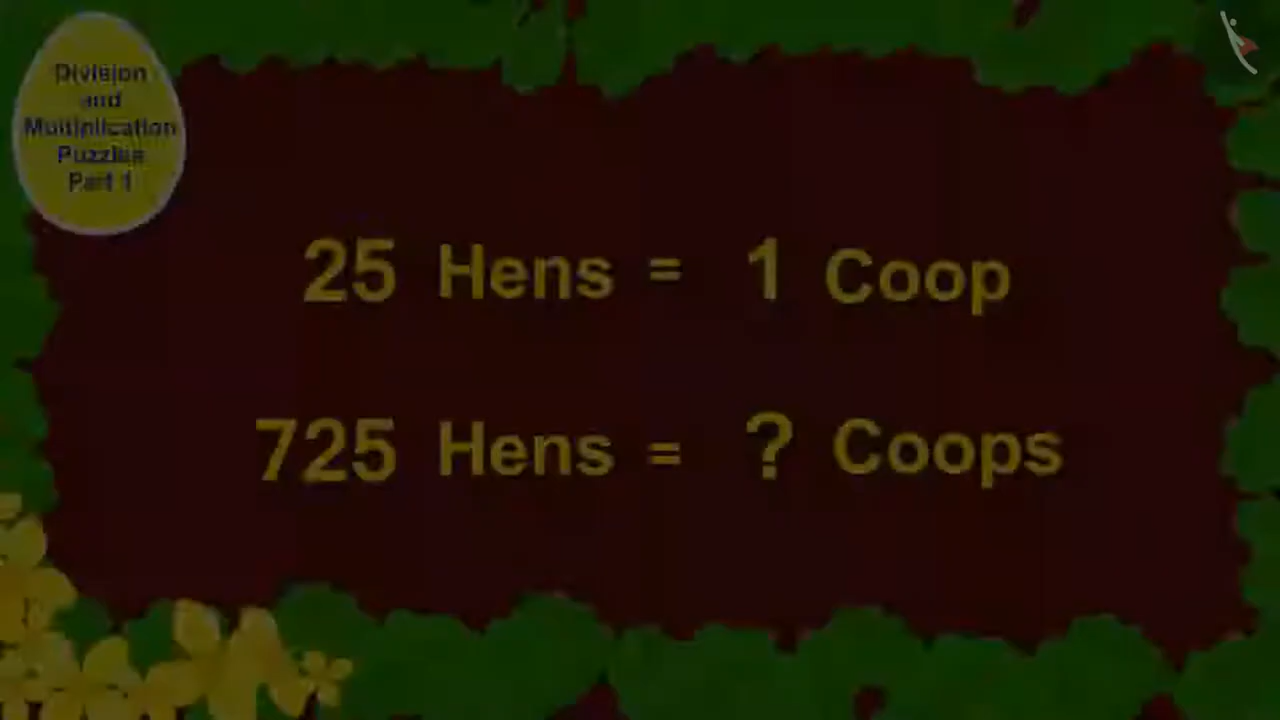 Division
and
Multiplication
Puzzles
Part 1
25 Hens = 1 Coop
725 Hens = ? Coops